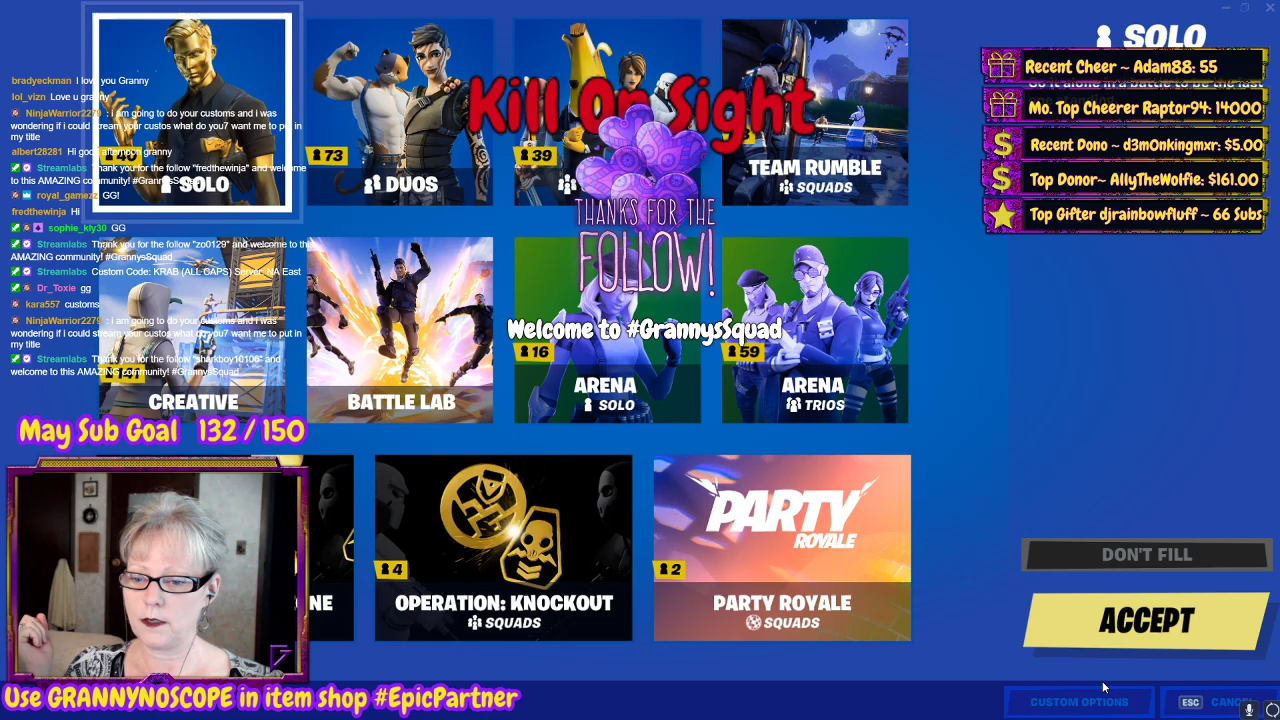 SOLO
Recent Cheer ~ Adam88: 55
Mo. Top Cheerer Raptor94: 14000
Recent Dono ~ d3m0nkingmxr: $5.00
Top Donor~ AllyTheWolfie: $161.00
Top Gifter djrainbowfluff ~ 66 Subs
Kill On Sight
bradyeckman I love you Granny
lol_vizn Love u granny
NinjaWarrior227 : i am going to do your customs and i was
wondering if i could stream your custos what do you7 want me to put in
my title
albert28281 Hi good afternoon granny
Streamlabs Thank you for the follow "fredthewinja" and welcome
to this AMAZING community! #GrannysSquad
royal_gamezz GG!
fredthewinja Hi
sophie_kly30 GG
Streamlabs Thank you for the follow "zo0129" and welcome to this
AMAZING community! #GrannysSquad
Streamlabs Custom Code: KRAB (ALL CAPS) Server: NA East
Dr_Toxie gg
kara557 customs
NinjaWarrior2279 : i am going to do your customs and i was
wondering if i could stream your custos what do you7 want me to put in
my title
Streamlabs Thank you for the follow "sharkboy10106" and
welcome to this AMAZING community! #GrannysSquad
SOLO
73
DUOS
39
TEAM RUMBLE
SQUADS
THANKS FOR THE
FOLLOW!
Welcome to #GrannysSquad
CREATIVE
BATTLE LAB
16
ARENA
SOLO
59
ARENA
TRIOS
May Sub Goal 132 / 150
NE
4
OPERATION: KNOCKOUT
SQUADS
PARTY
ROYALE
2
PARTY ROYALE
SQUADS
DON'T FILL
ACCEPT
CUSTOM OPTIONS
ESC CANCEL
Use GRANNYNOSCOPE in item shop #EpicPartner